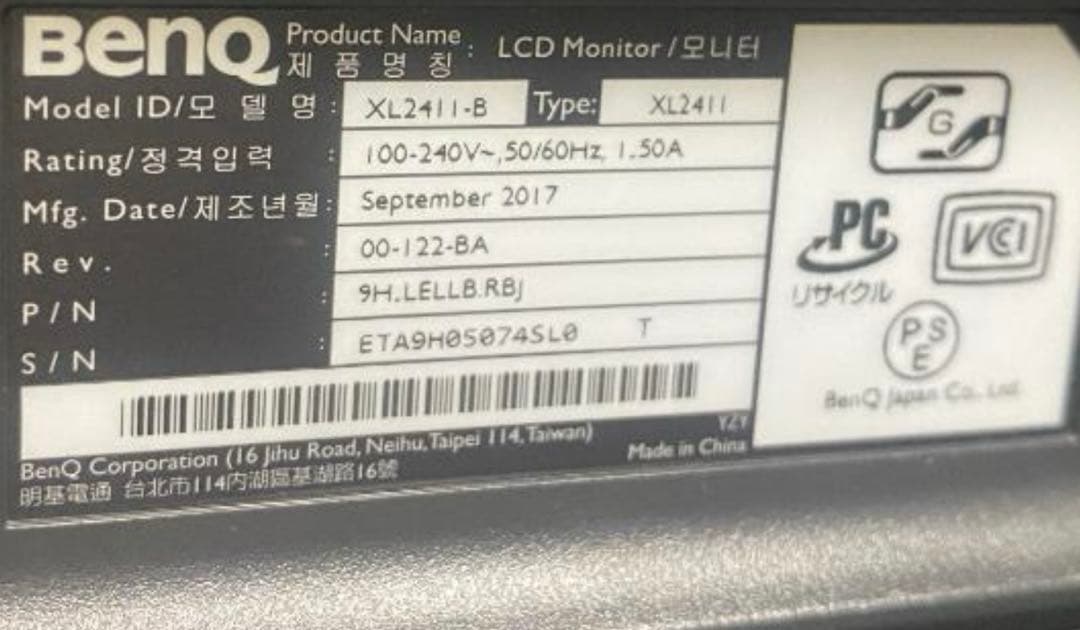 BenQ
Product Name : LCD Monitor / 모니터
제 품 명 칭
Model ID/모 델 명 : XL2411-B Type: XL2411
Rating/정격입력 : 100-240V~,50/60Hz, 1.50A
Mfg. Date/제조년월 : September 2017
Rev. : 00-122-BA
P/N : 9H.LELLB.RBJ
S/N : ETA9H05074SL0 T
BenQ Corporation (16 Jihu Road, Neihu, Taipei 114, Taiwan)
明基電通 台北市114內湖區基湖路16號
YZY
Made in China
G
PC
リサイクル
VCCI
PSE
BenQ Japan Co., Ltd.